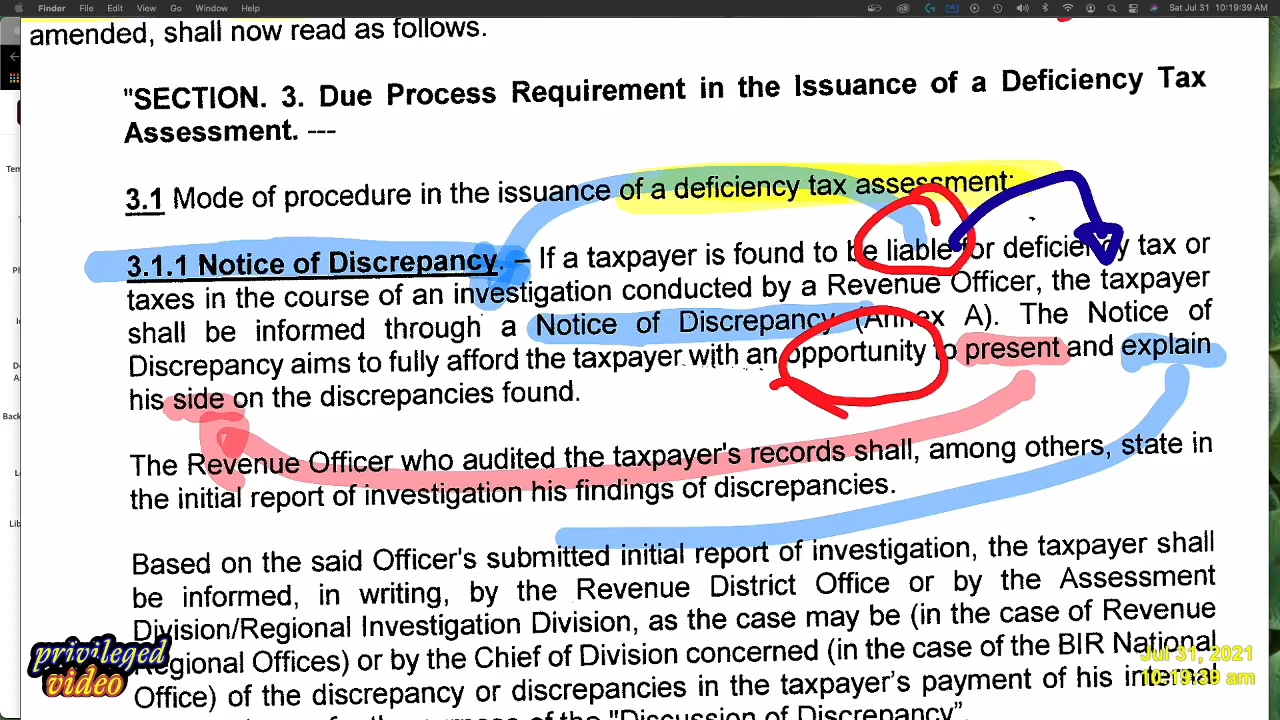 Finder File Edit View Go Window Help Sat Jul 31 10:19:39 AM
amended, shall now read as follows.
"SECTION. 3. Due Process Requirement in the Issuance of a Deficiency Tax
Assessment. ---
3.1 Mode of procedure in the issuance of a deficiency tax assessment:
3.1.1 Notice of Discrepancy. – If a taxpayer is found to be liable for deficiency tax or
taxes in the course of an investigation conducted by a Revenue Officer, the taxpayer
shall be informed through a Notice of Discrepancy (Annex A). The Notice of
Discrepancy aims to fully afford the taxpayer with an opportunity to present and explain
his side on the discrepancies found.
The Revenue Officer who audited the taxpayer's records shall, among others, state in
the initial report of investigation his findings of discrepancies.
Based on the said Officer's submitted initial report of investigation, the taxpayer shall
be informed, in writing, by the Revenue District Office or by the Assessment
Division/Regional Investigation Division, as the case may be (in the case of Revenue
Regional Offices) or by the Chief of Division concerned (in the case of the BIR National
Office) of the discrepancy or discrepancies in the taxpayer's payment of his internal
the "Discussion of Discrepancy".
privileged
video
Jul 31, 2021
10:19:39 am